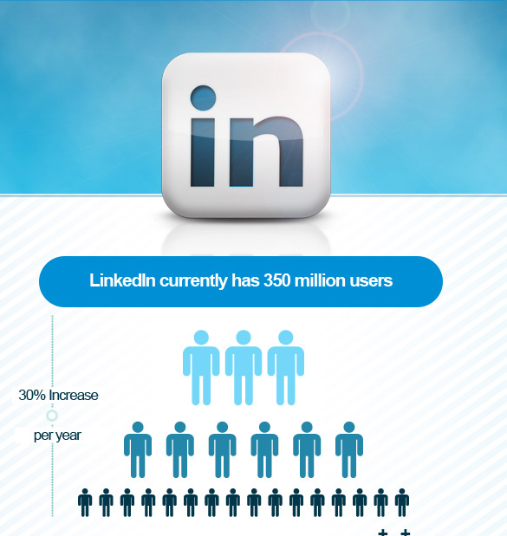 in
LinkedIn currently has 350 million users
30% Increase
per year